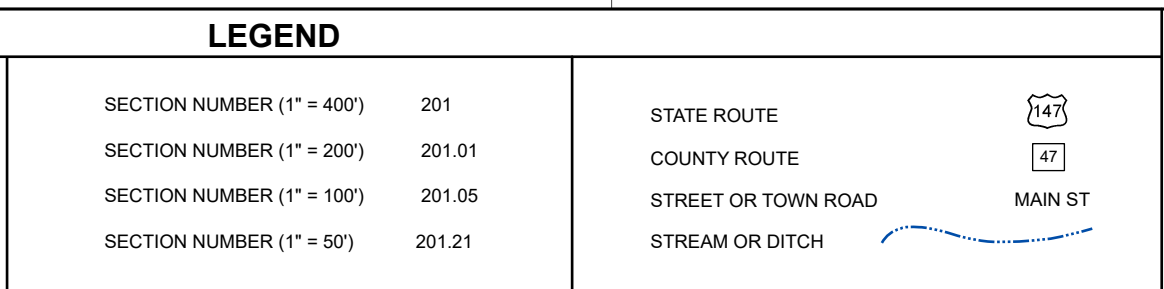 LEGEND
SECTION NUMBER (1" = 400') 201
SECTION NUMBER (1" = 200') 201.01
SECTION NUMBER (1" = 100') 201.05
SECTION NUMBER (1" = 50') 201.21
STATE ROUTE 147
COUNTY ROUTE 47
STREET OR TOWN ROAD MAIN ST
STREAM OR DITCH